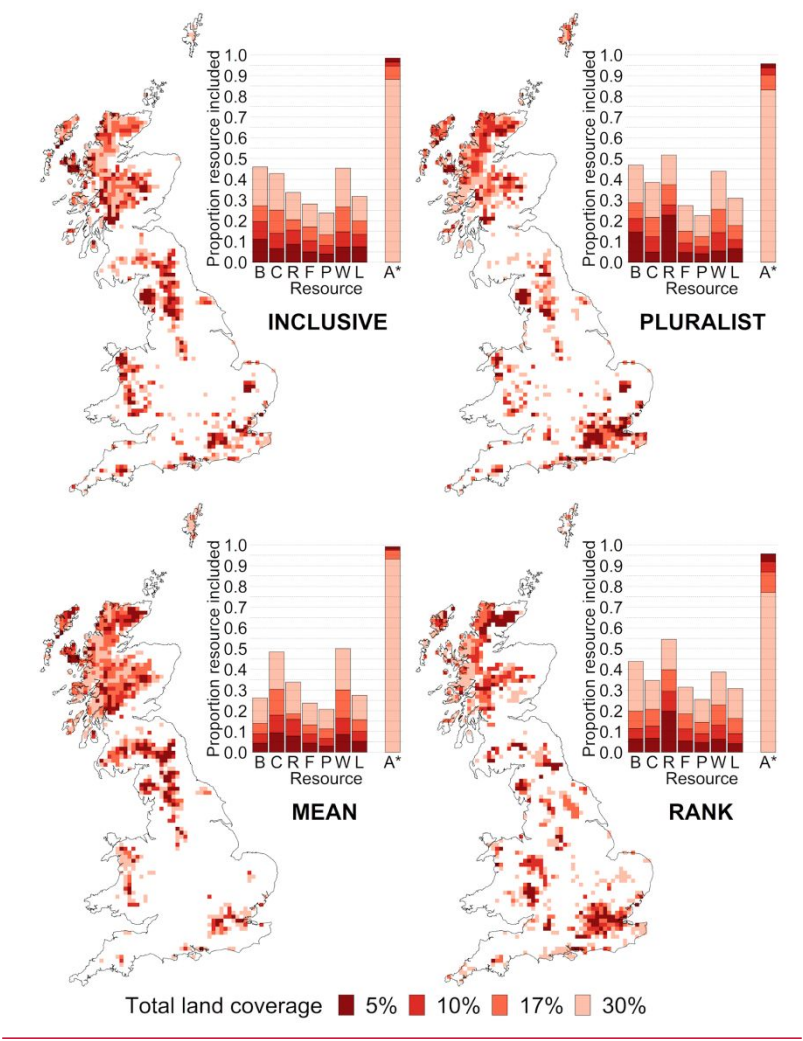 1.0
0.9
0.8
0.7
0.6
0.5
0.4
0.3
0.2
0.1
0.0
Proportion resource included
B C R F P W L A*
Resource
INCLUSIVE
1.0
0.9
0.8
0.7
0.6
0.5
0.4
0.3
0.2
0.1
0.0
Proportion resource included
B C R F P W L A*
Resource
PLURALIST
1.0
0.9
0.8
0.7
0.6
0.5
0.4
0.3
0.2
0.1
0.0
Proportion resource included
B C R F P W L A*
Resource
MEAN
1.0
0.9
0.8
0.7
0.6
0.5
0.4
0.3
0.2
0.1
0.0
Proportion resource included
B C R F P W L A*
Resource
RANK
Total land coverage 5% 10% 17% 30%